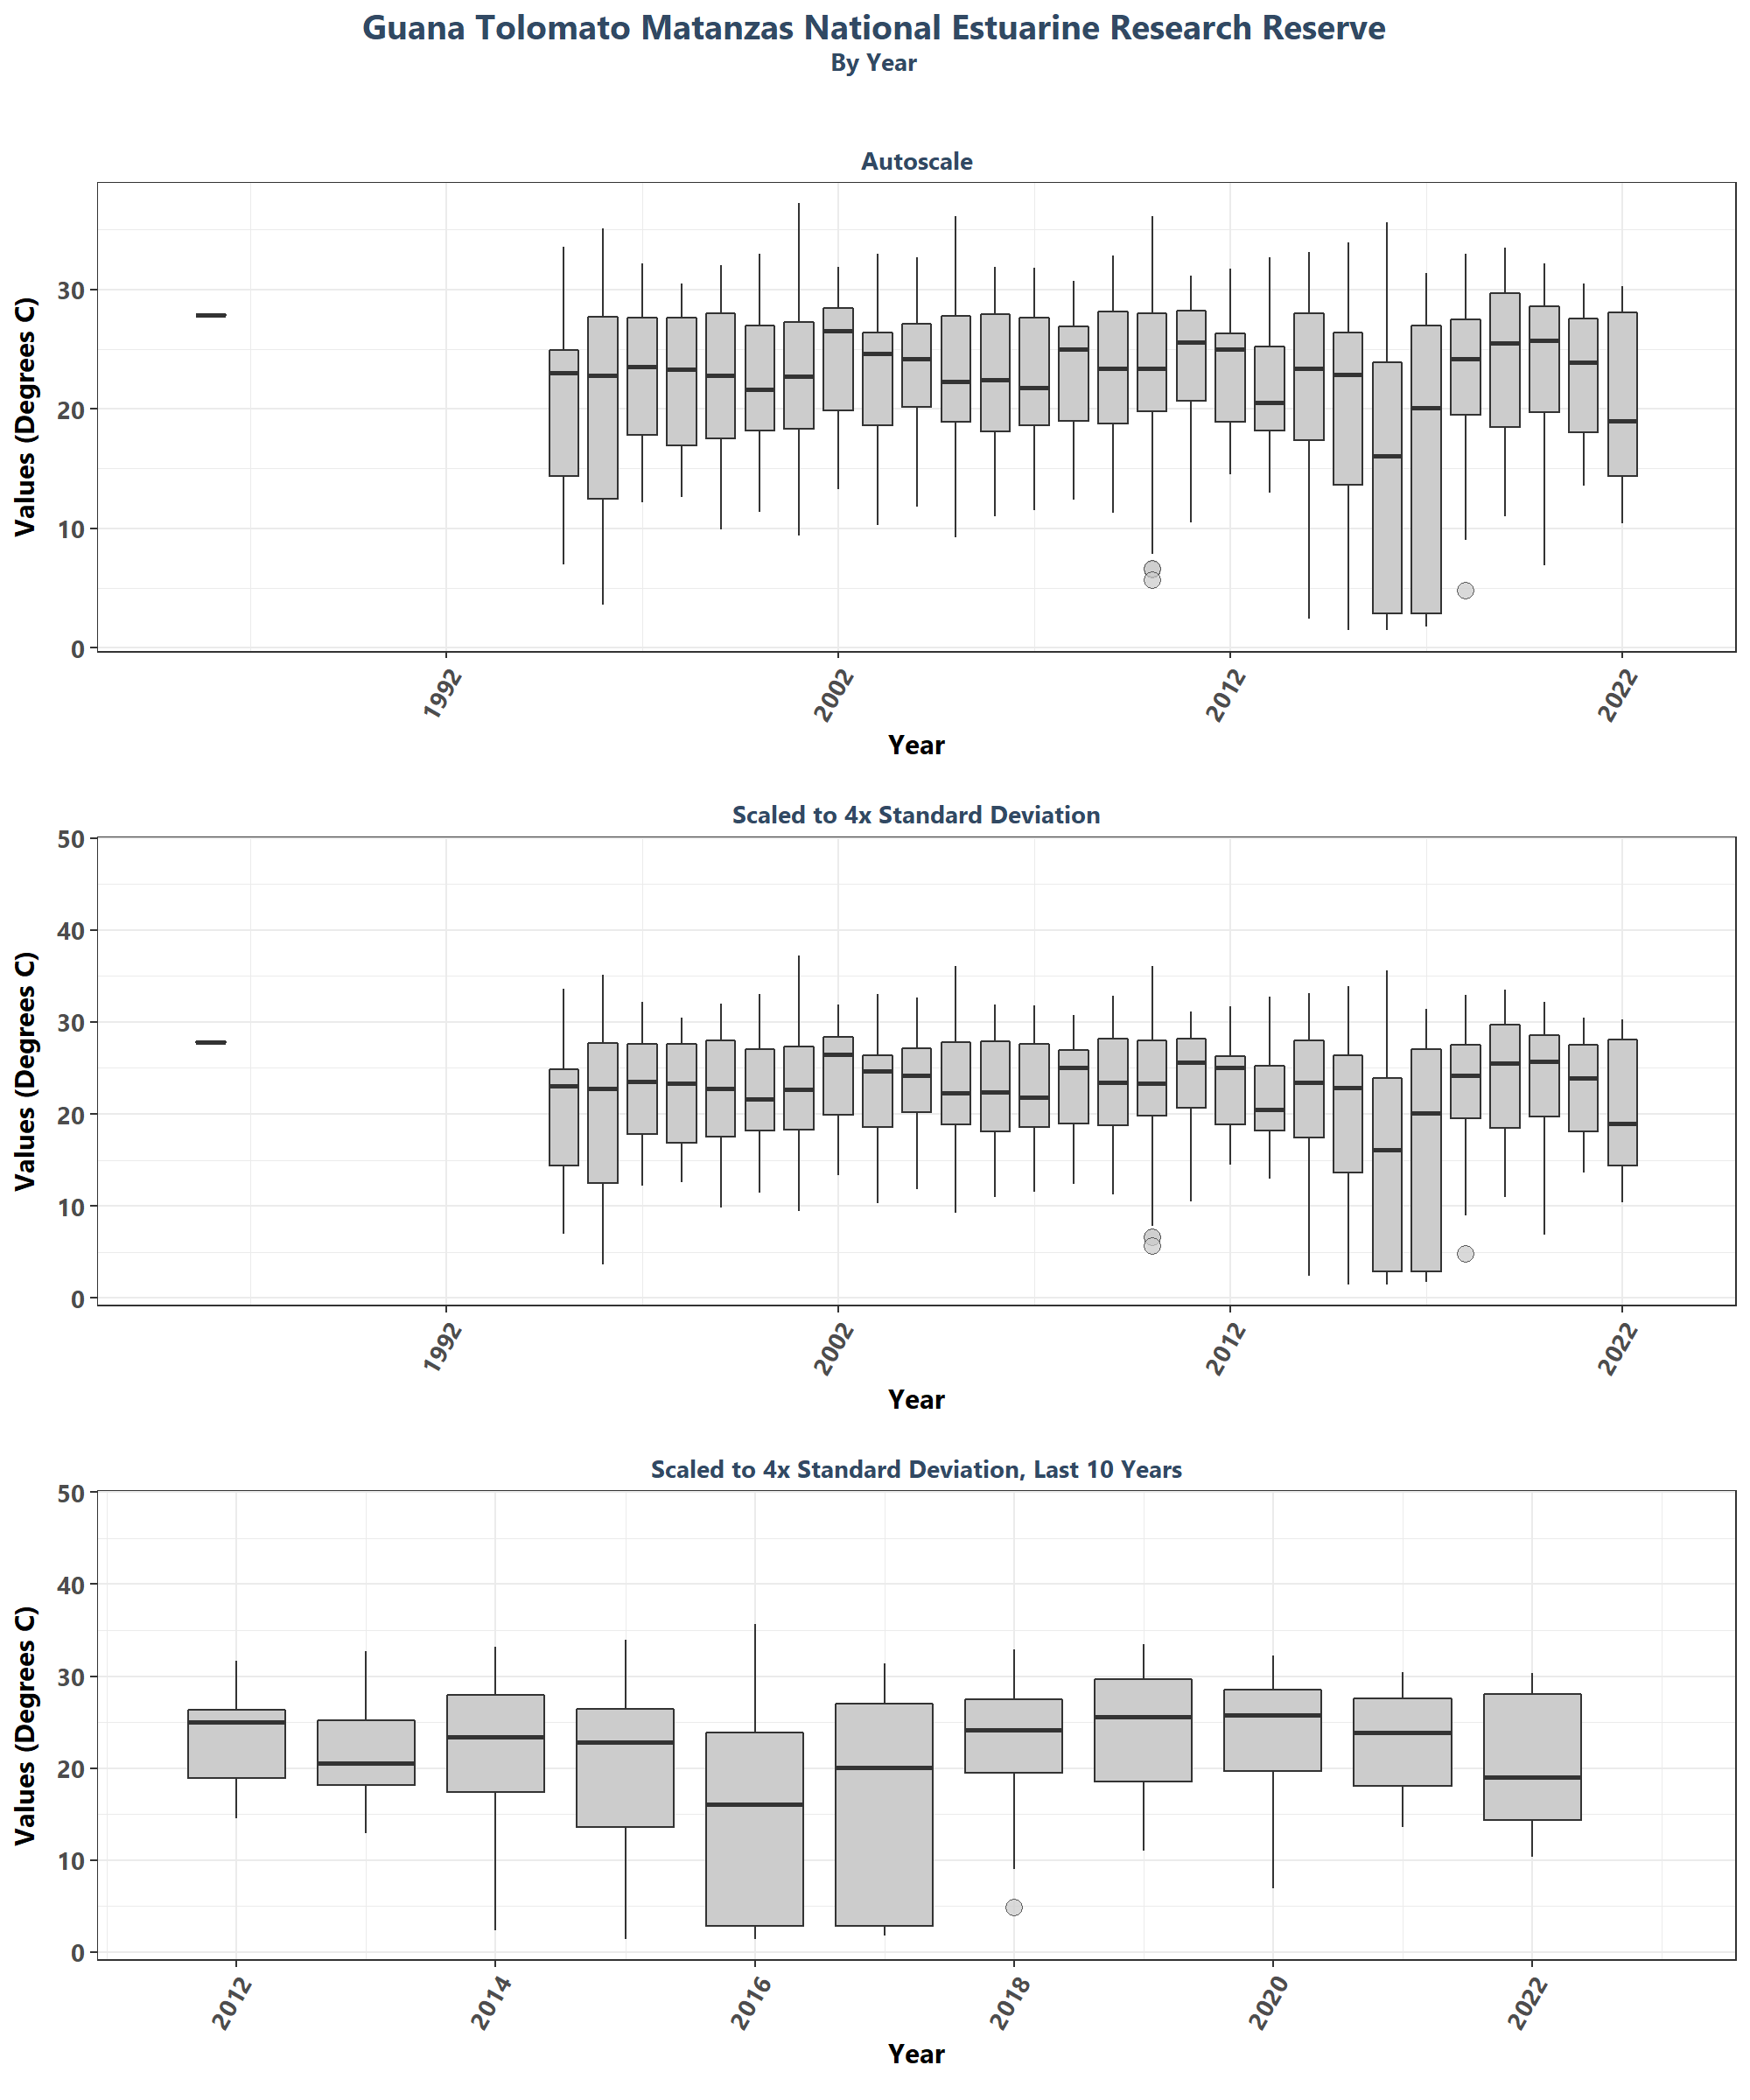 Guana Tolomato Matanzas National Estuarine Research Reserve
By Year
Autoscale
Values (Degrees C)
30
20
10
0
1992
2002
2012
2022
Year
Scaled to 4x Standard Deviation
Values (Degrees C)
50
40
30
20
10
0
1992
2002
2012
2022
Year
Scaled to 4x Standard Deviation, Last 10 Years
Values (Degrees C)
50
40
30
20
10
0
2012
2014
2016
2018
2020
2022
Year